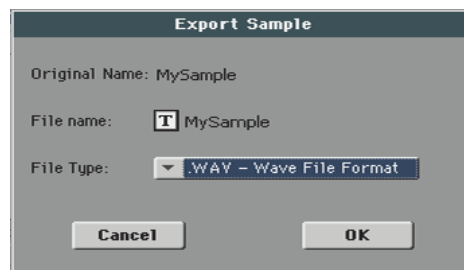 Export Sample
Original Name: MySample
File name: T MySample
File Type: .WAV – Wave File Format
Cancel OK